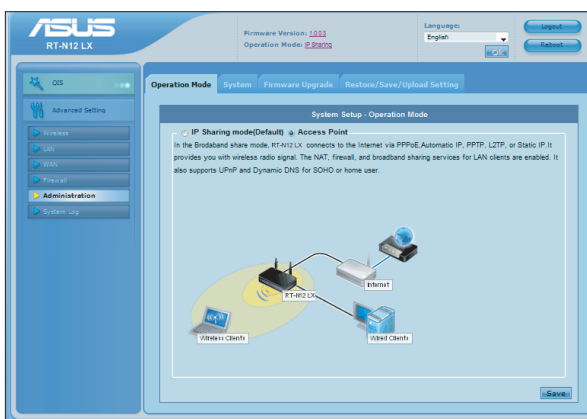 ASUS
RT-N12 LX
Firmware Version: 1.0.0.3
Operation Mode: IP Sharing
Language:
English
OK
Logout
Reboot
QIS
Advanced Setting
Wireless
LAN
WAN
Firewall
Administration
System Log
Operation Mode System Firmware Upgrade Restore/Save/Upload Setting
System Setup - Operation Mode
IP Sharing mode(Default) Access Point
In the Brodaband share mode, RT-N12 LX connects to the Internet via PPPoE,Automatic IP, PPTP, L2TP, or Static IP.It
provides you with wireless radio signal. The NAT, firewall, and broadband sharing services for LAN clients are enabled. It
also supports UPnP and Dynamic DNS for SOHO or home user.
Internet
RT-N12 LX
Wireless Clients
Wired Clients
Save